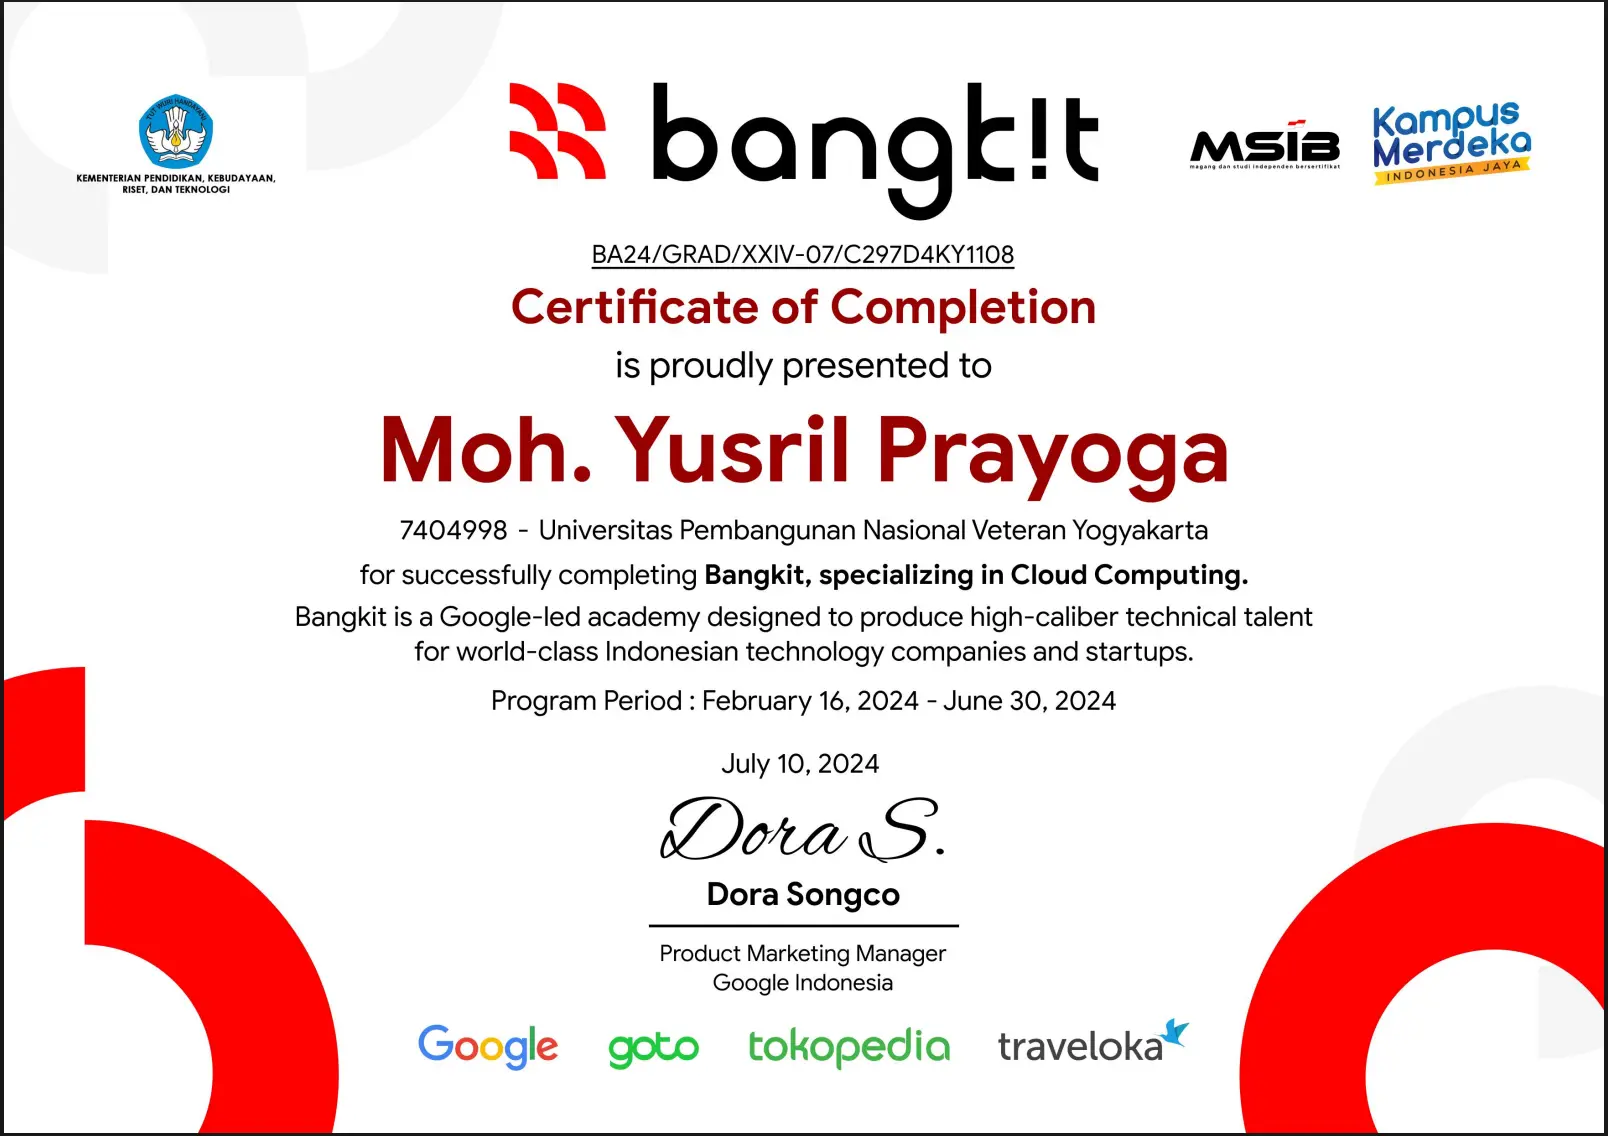 TUT WURI HANDAYANI
KEMENTERIAN PENDIDIKAN, KEBUDAYAAN,
RISET, DAN TEKNOLOGI
bangk!t
MSIB
magang dan studi independen bersertifikat
Kampus
Merdeka
INDONESIA JAYA
BA24/GRAD/XXIV-07/C297D4KY1108
Certificate of Completion
is proudly presented to
Moh. Yusril Prayoga
7404998 - Universitas Pembangunan Nasional Veteran Yogyakarta
for successfully completing Bangkit, specializing in Cloud Computing.
Bangkit is a Google-led academy designed to produce high-caliber technical talent
for world-class Indonesian technology companies and startups.
Program Period : February 16, 2024 - June 30, 2024
July 10, 2024
Dora S.
Dora Songco
Product Marketing Manager
Google Indonesia
Google goto tokopedia traveloka